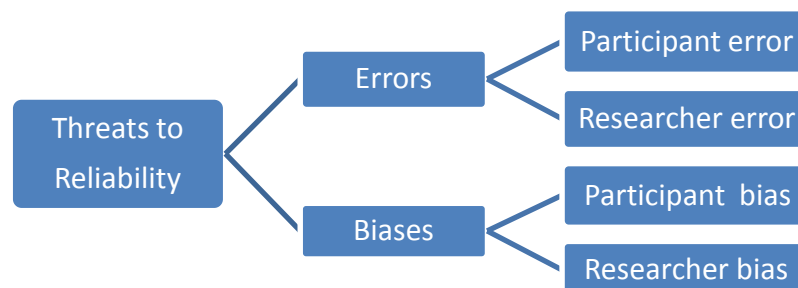 Threats to
Reliability
Errors
Participant error
Researcher error
Biases
Participant bias
Researcher bias